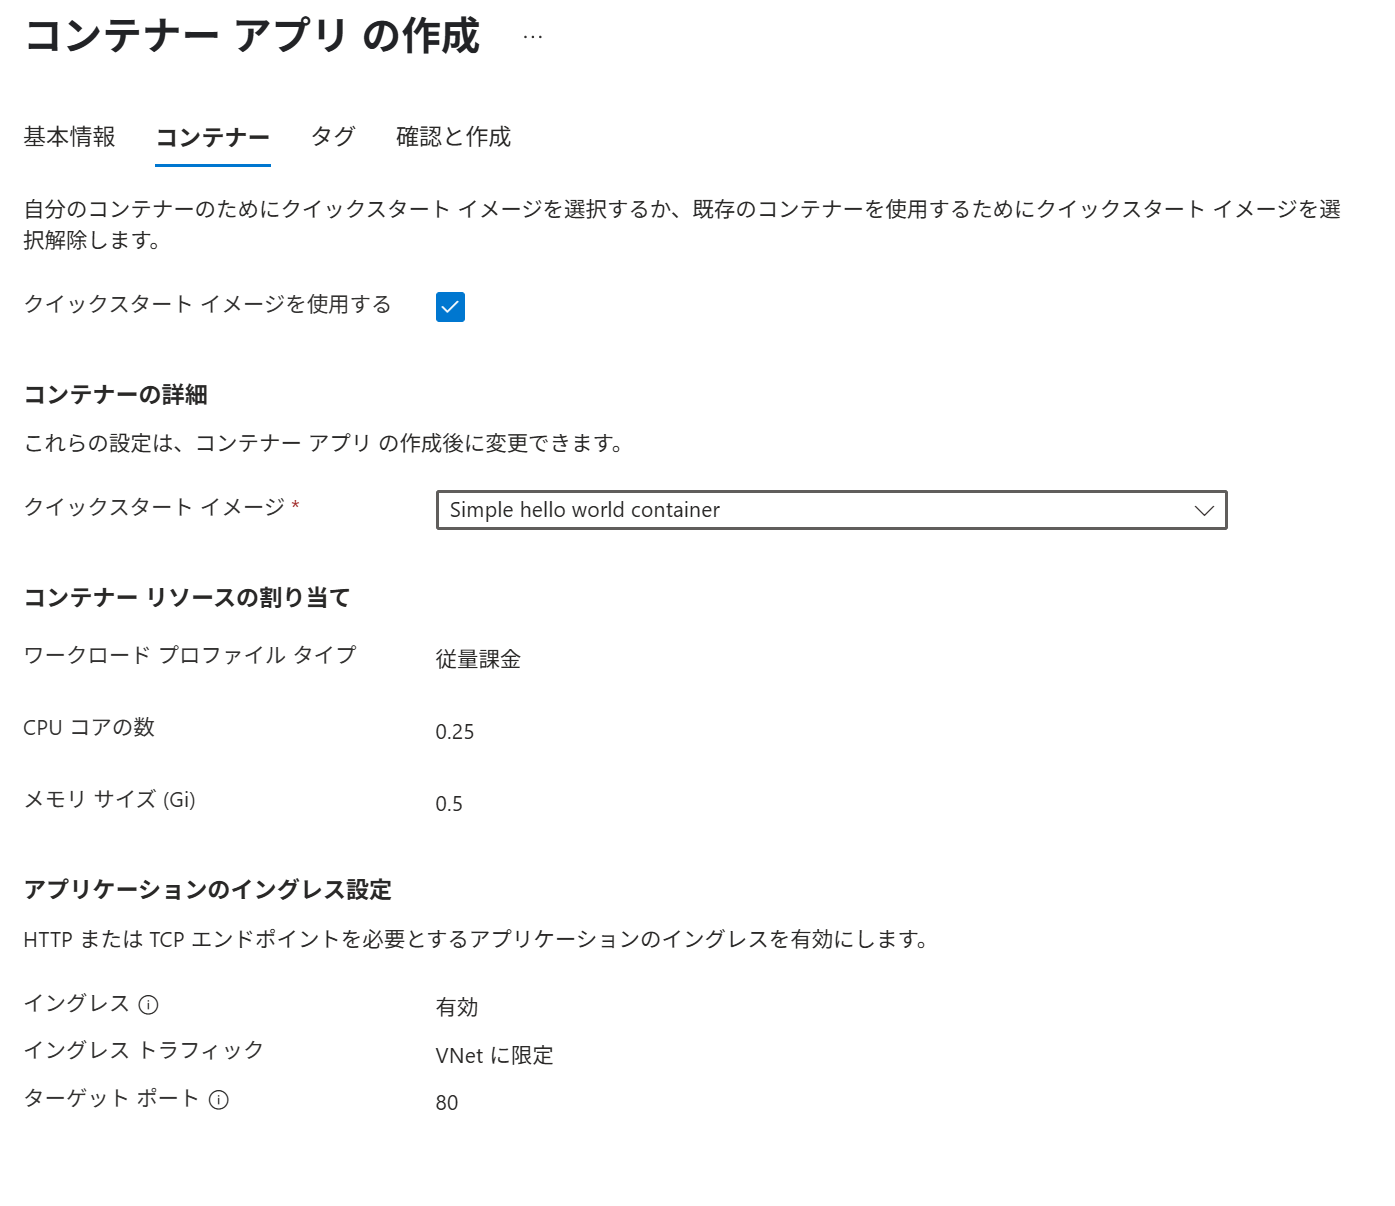 コンテナー アプリ の作成 …
基本情報 コンテナー タグ 確認と作成
自分のコンテナーのためにクイックスタート イメージを選択するか、既存のコンテナーを使用するためにクイックスタート イメージを選
択解除します。
クイックスタート イメージを使用する
コンテナーの詳細
これらの設定は、コンテナー アプリ の作成後に変更できます。
クイックスタート イメージ * Simple hello world container
コンテナー リソースの割り当て
ワークロード プロファイル タイプ 従量課金
CPU コアの数 0.25
メモリ サイズ (Gi) 0.5
アプリケーションのイングレス設定
HTTP または TCP エンドポイントを必要とするアプリケーションのイングレスを有効にします。
イングレス 有効
イングレス トラフィック VNet に限定
ターゲット ポート 80